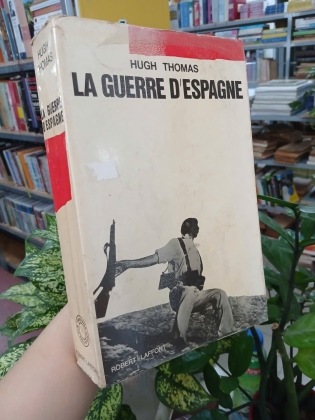 HUGH THOMAS
LA GUERRE D'ESPAGNE
ROBERT LAFFONT
HUGH
THOMAS
LA GUERRE
D'ESPAGNE